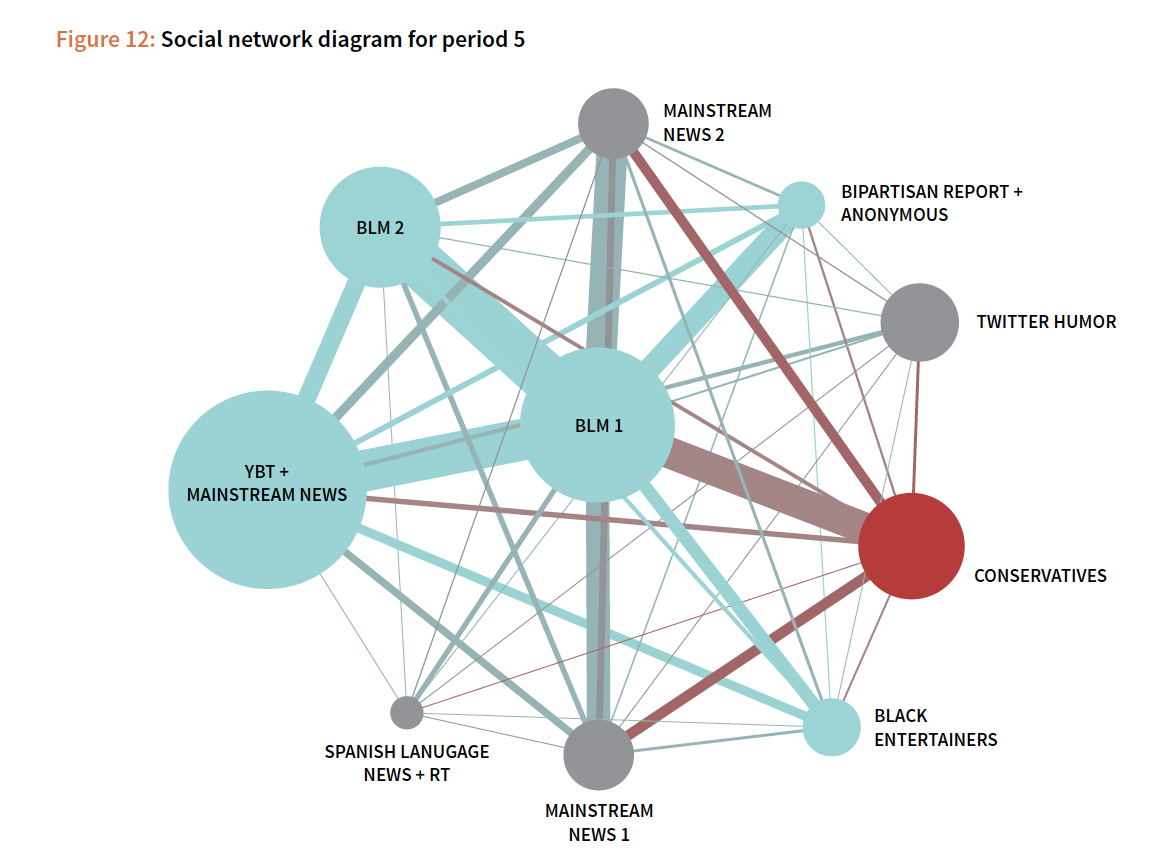 Figure 12: Social network diagram for period 5
MAINSTREAM
NEWS 2
BIPARTISAN REPORT +
ANONYMOUS
BLM 2
TWITTER HUMOR
BLM 1
YBT +
MAINSTREAM NEWS
CONSERVATIVES
BLACK
ENTERTAINERS
SPANISH LANUGAGE
NEWS + RT
MAINSTREAM
NEWS 1